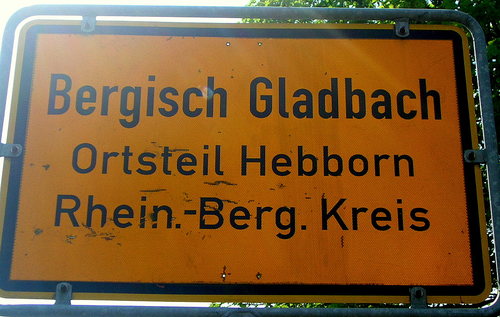 Bergisch Gladbach
Ortsteil Hebborn
Rhein.-Berg. Kreis